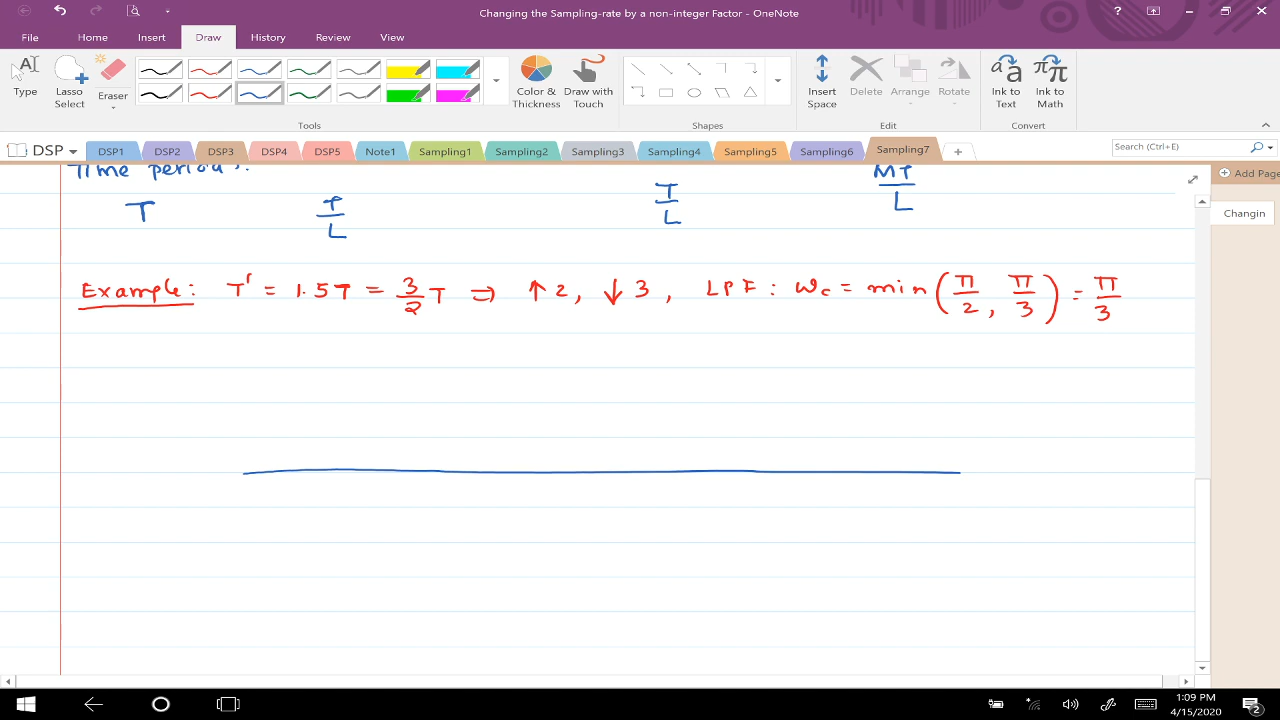 Changing the Sampling-rate by a non-integer Factor - OneNote
File Home Insert Draw History Review View
Type Lasso Select Eraser Color & Thickness Draw with Touch Insert Space Delete Arrange Rotate Ink to Text Ink to Math
Tools Shapes Edit Convert
DSP DSP1 DSP2 DSP3 DSP4 DSP5 Note1 Sampling1 Sampling2 Sampling3 Sampling4 Sampling5 Sampling6 Sampling7 Search (Ctrl+E)
Add Page
Changin
Time period:
T T/L T/L MT/L
Example: T' = 1.5T = 3/2 T ⇒ ↑2, ↓3, LPF: ωc = min(π/2, π/3) = π/3
1:09 PM
4/15/2020
2